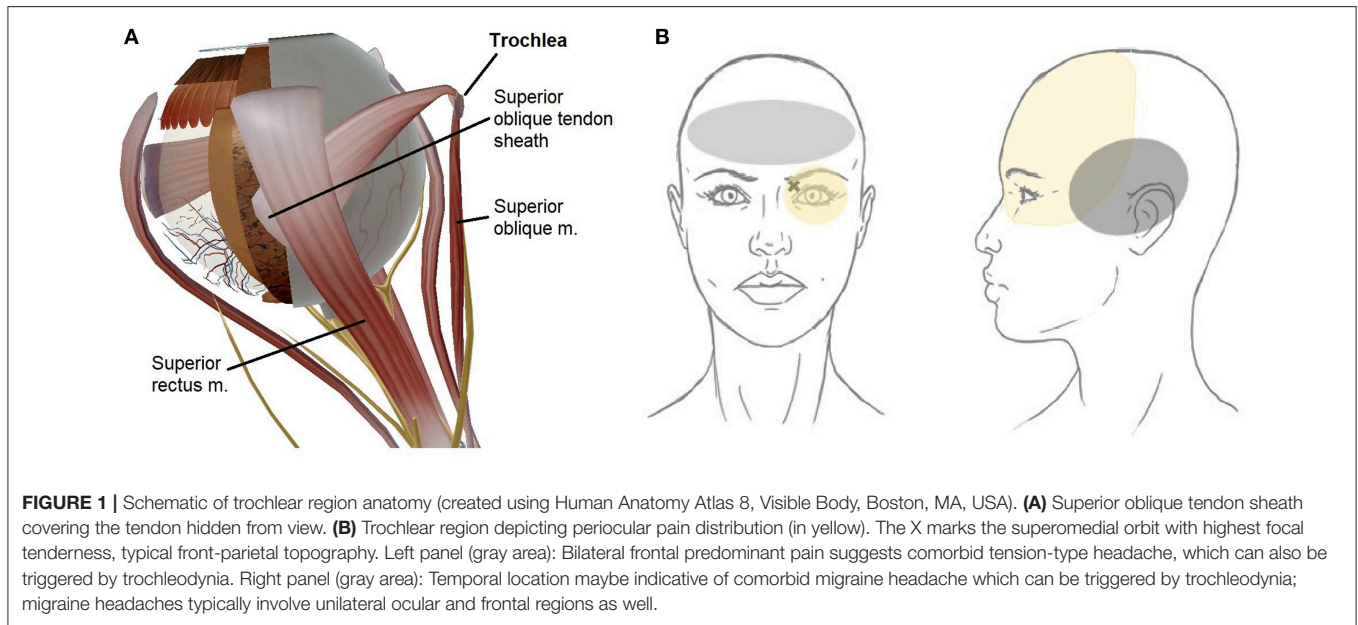 A
B
Trochlea
Superior
oblique tendon
sheath
Superior
oblique m.
Superior
rectus m.
FIGURE 1 | Schematic of trochlear region anatomy (created using Human Anatomy Atlas 8, Visible Body, Boston, MA, USA). (A) Superior oblique tendon sheath
covering the tendon hidden from view. (B) Trochlear region depicting periocular pain distribution (in yellow). The X marks the superomedial orbit with highest focal
tenderness, typical front-parietal topography. Left panel (gray area): Bilateral frontal predominant pain suggests comorbid tension-type headache, which can also be
triggered by trochleodynia. Right panel (gray area): Temporal location maybe indicative of comorbid migraine headache which can be triggered by trochleodynia;
migraine headaches typically involve unilateral ocular and frontal regions as well.